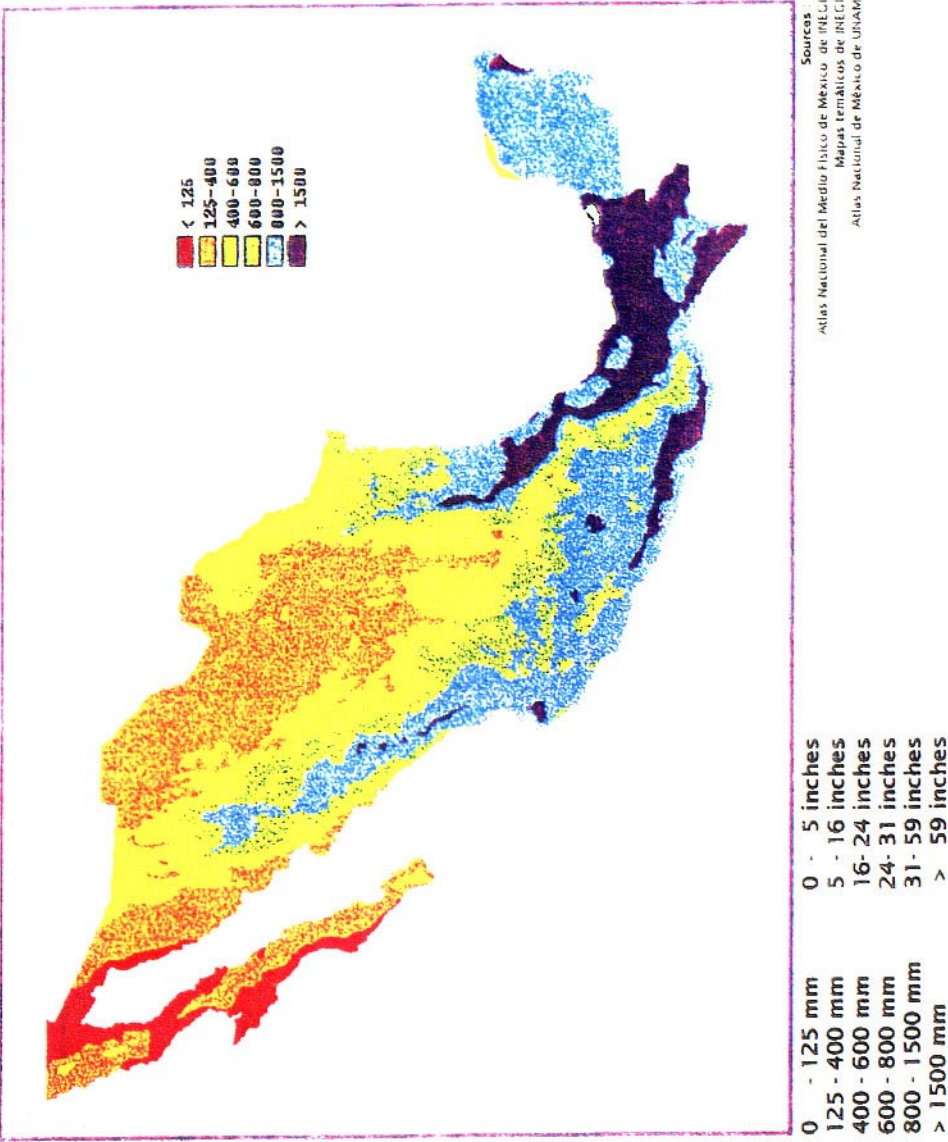 < 125
125-400
400-600
600-800
800-1500
> 1500
0 - 125 mm 0 - 5 inches
125 - 400 mm 5 - 16 inches
400 - 600 mm 16- 24 inches
600 - 800 mm 24- 31 inches
800 - 1500 mm 31- 59 inches
> 1500 mm > 59 inches
Sources:
Atlas Nacional del Medio Fisico de Mexico de INEGI
Mapas temáticos de INEGI
Atlas Nacional de México de UNAM